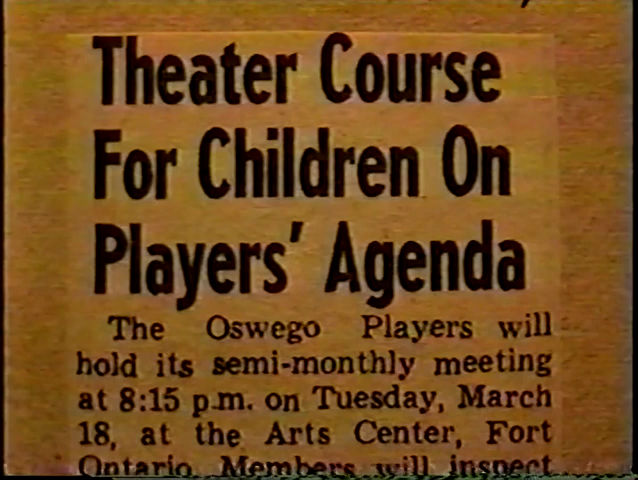 Theater Course
For Children On
Players' Agenda
The Oswego Players will
hold its semi-monthly meeting
at 8:15 p.m. on Tuesday, March
18, at the Arts Center, Fort
Ontario. Members will inspect